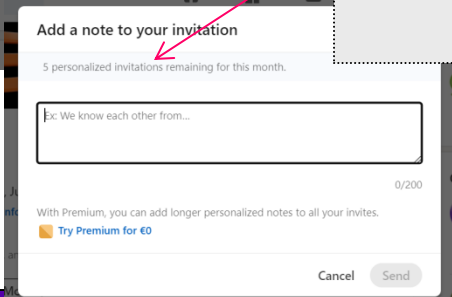 Add a note to your invitation
5 personalized invitations remaining for this month.
Ex: We know each other from...
0/200
With Premium, you can add longer personalized notes to all your invites.
Try Premium for €0
Cancel Send